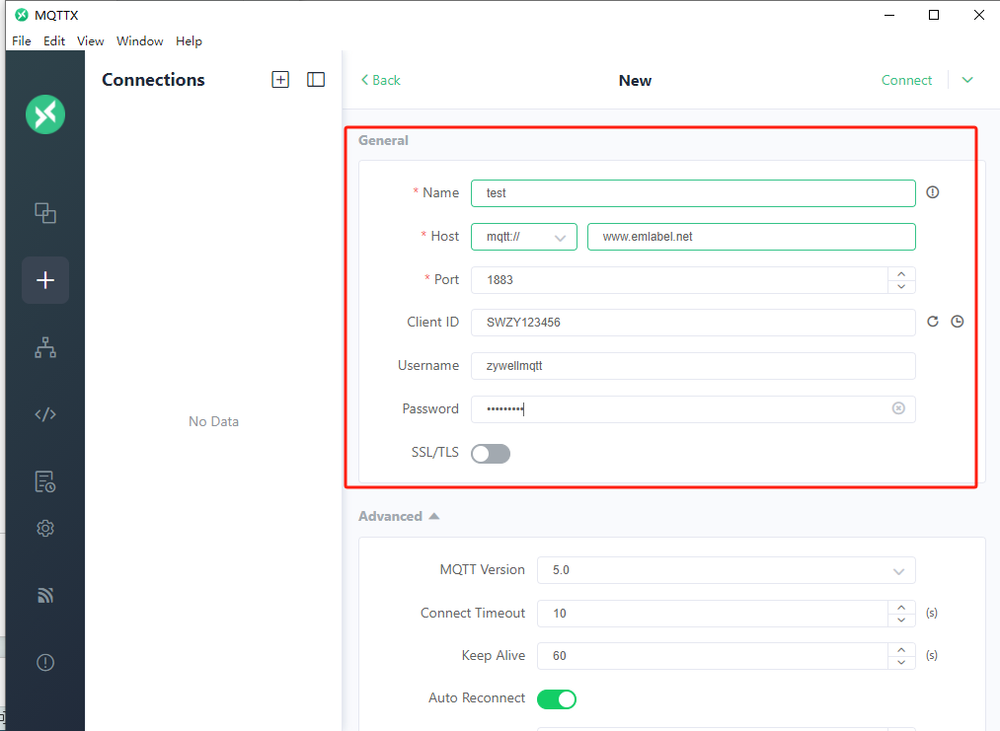 MQTTX
File Edit View Window Help
Connections
Back
New
Connect
General
* Name test
* Host mqtt:// www.emlabel.net
* Port 1883
Client ID SWZY123456
Username zywellmqtt
Password •••••••••
SSL/TLS
No Data
Advanced
MQTT Version 5.0
Connect Timeout 10 (s)
Keep Alive 60 (s)
Auto Reconnect